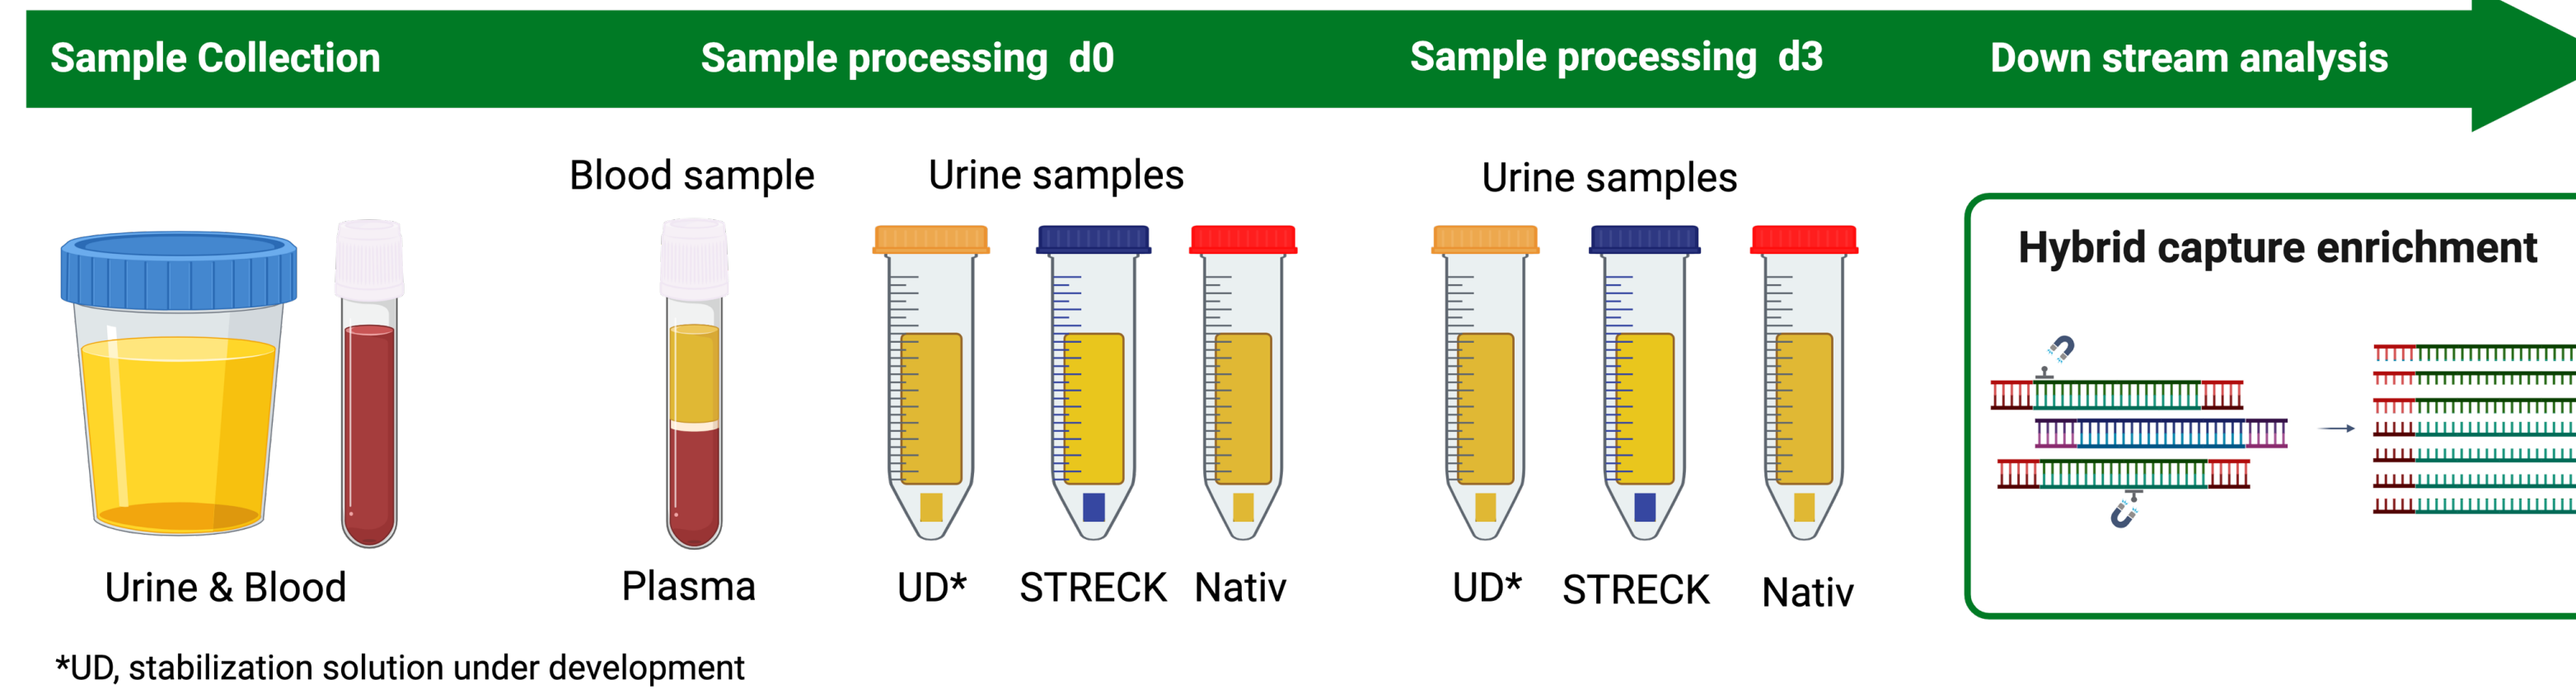 Sample Collection
Sample processing d0
Sample processing d3
Down stream analysis
Blood sample
Urine samples
Urine samples
Hybrid capture enrichment
Urine & Blood
Plasma
UD*
STRECK
Nativ
UD*
STRECK
Nativ
*UD, stabilization solution under development